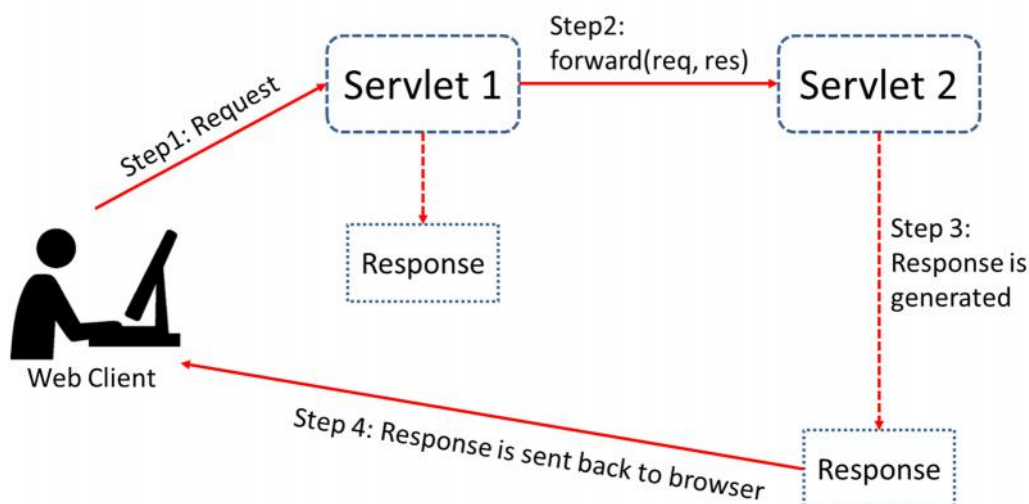 Step1: Request
Servlet 1
Step2:
forward(req, res)
Servlet 2
Response
Step 3:
Response is
generated
Web Client
Step 4: Response is sent back to browser
Response